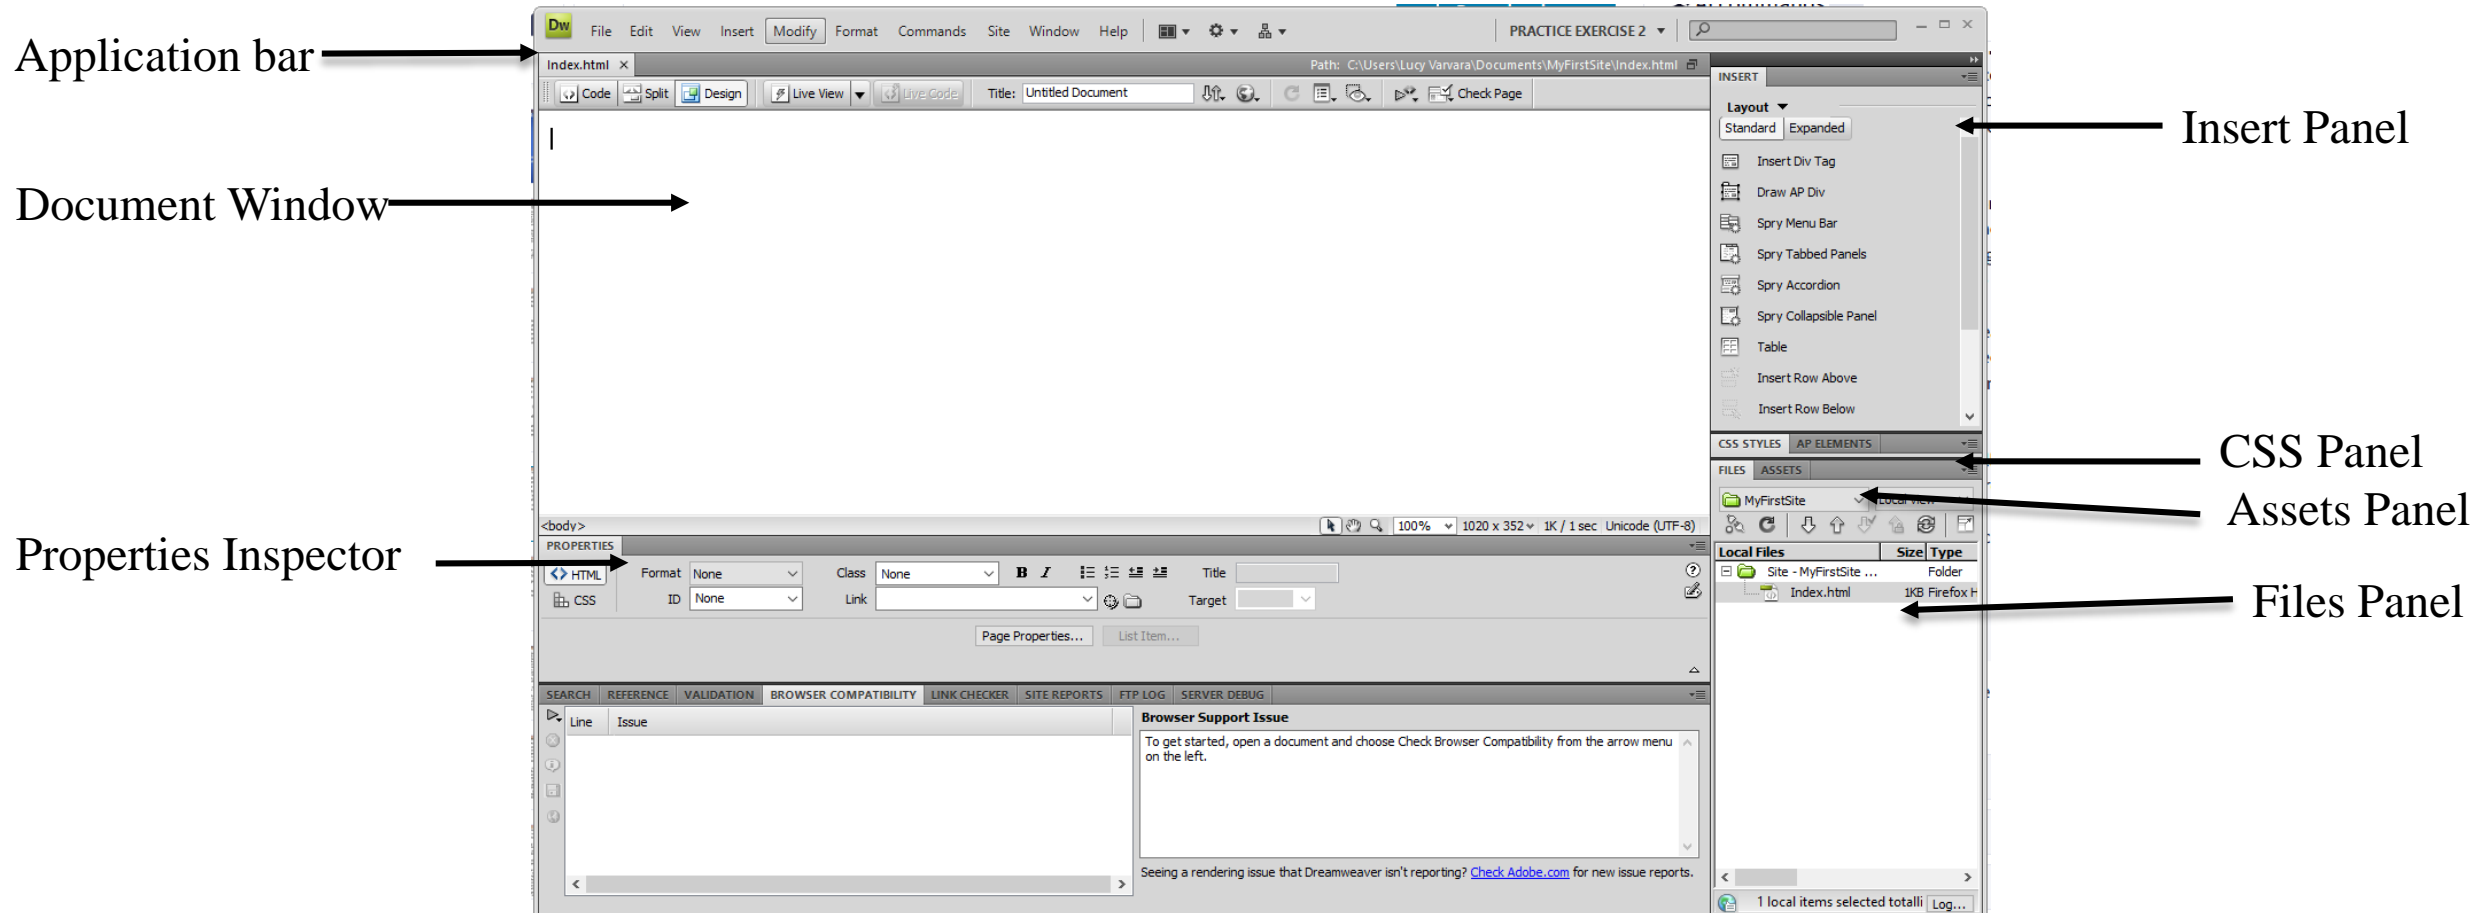 Dw File Edit View Insert Modify Format Commands Site Window Help PRACTICE EXERCISE 2
Application bar
Index.html Path: C:\Users\Lucy Varvara\Documents\MyFirstSite\Index.html
Code Split Design Live View Live Code Title: Untitled Document Check Page
INSERT
Layout
Standard Expanded
Insert Panel
Insert Div Tag
Draw AP Div
Document Window
Spry Menu Bar
Spry Tabbed Panels
Spry Accordion
Spry Collapsible Panel
Table
Insert Row Above
Insert Row Below
CSS STYLES AP ELEMENTS
CSS Panel
FILES ASSETS
MyFirstSite Local View
Assets Panel
<body> 100% 1020 x 352 1K / 1 sec Unicode (UTF-8)
PROPERTIES
Properties Inspector
Local Files Size Type
HTML Format None Class None B I Title
Site - MyFirstSite ... Folder
Index.html 1KB Firefox H
CSS ID None Link Target
Files Panel
Page Properties... List Item...
SEARCH REFERENCE VALIDATION BROWSER COMPATIBILITY LINK CHECKER SITE REPORTS FTP LOG SERVER DEBUG
Line Issue
Browser Support Issue
To get started, open a document and choose Check Browser Compatibility from the arrow menu
on the left.
Seeing a rendering issue that Dreamweaver isn't reporting? Check Adobe.com for new issue reports.
1 local items selected totalli Log...